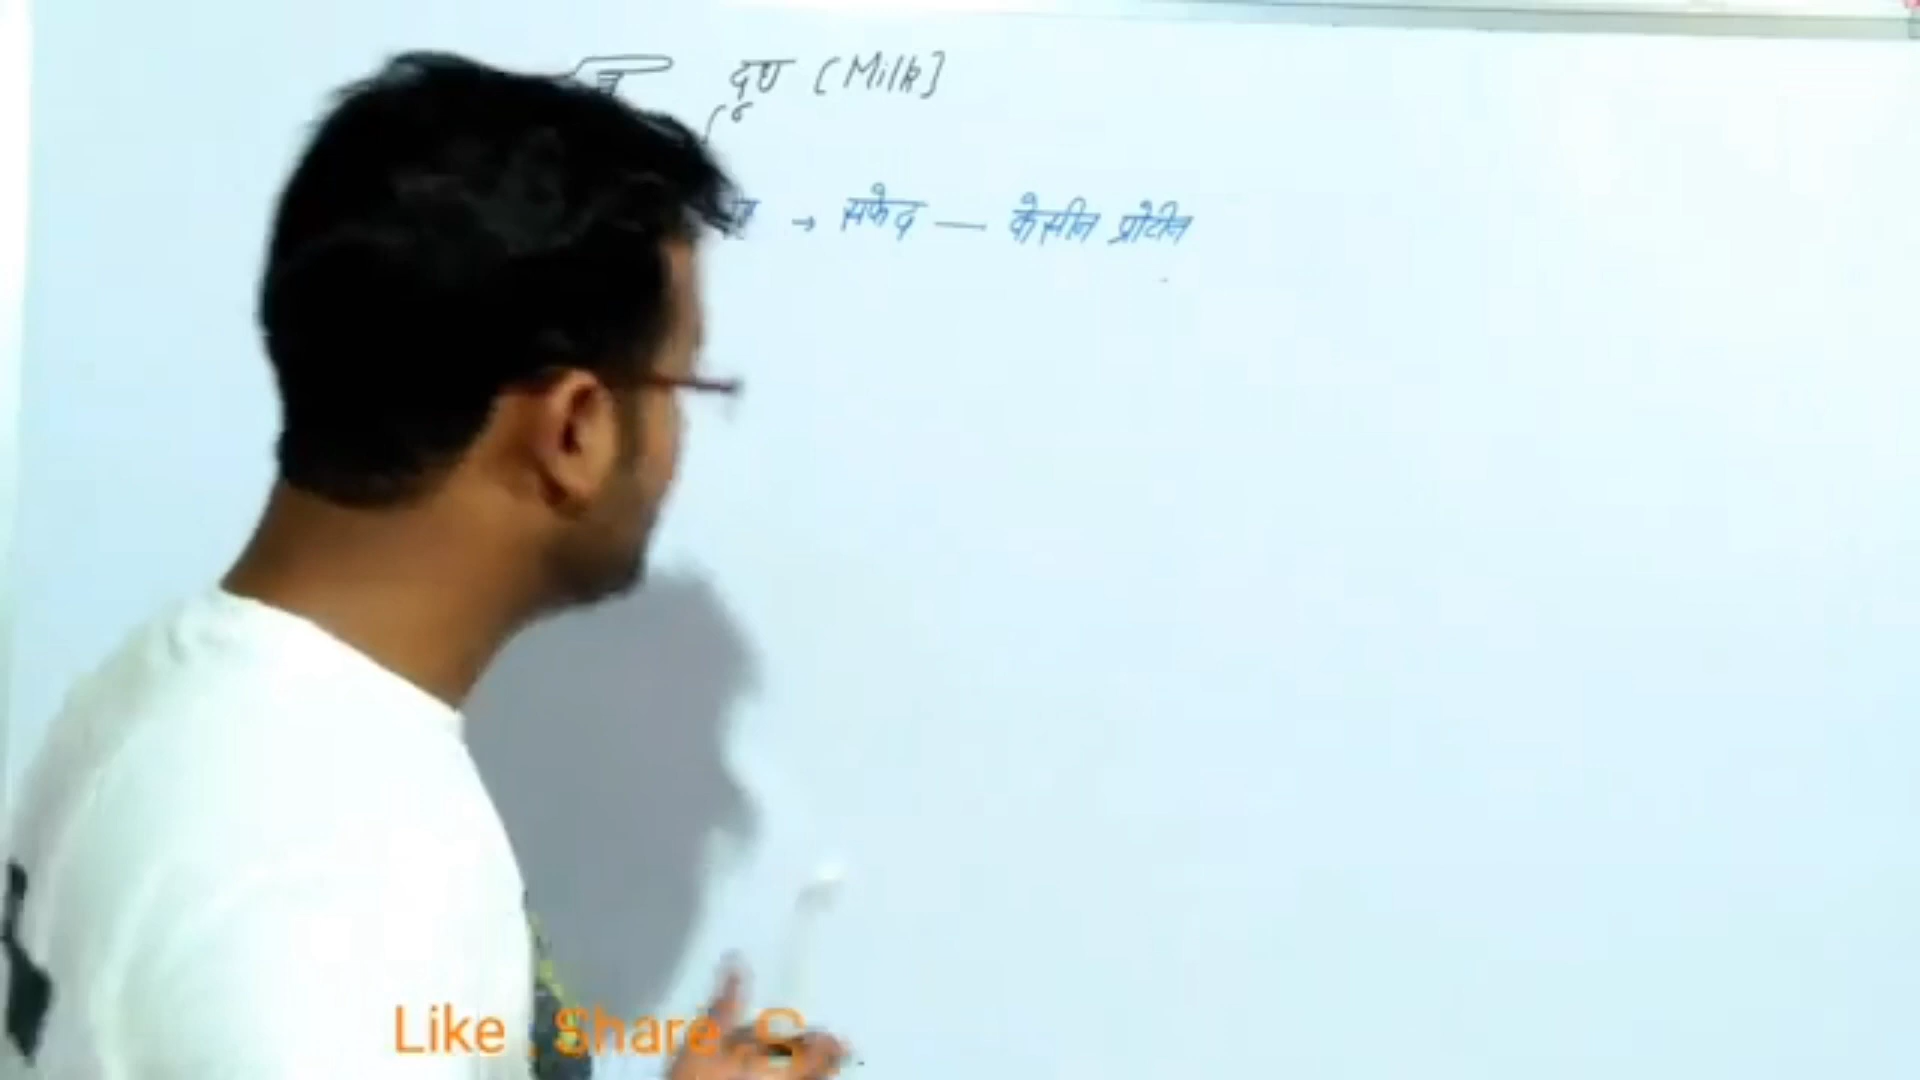 दूध (Milk]
→ सफेद — केसीन प्रोटीन
Like . Share